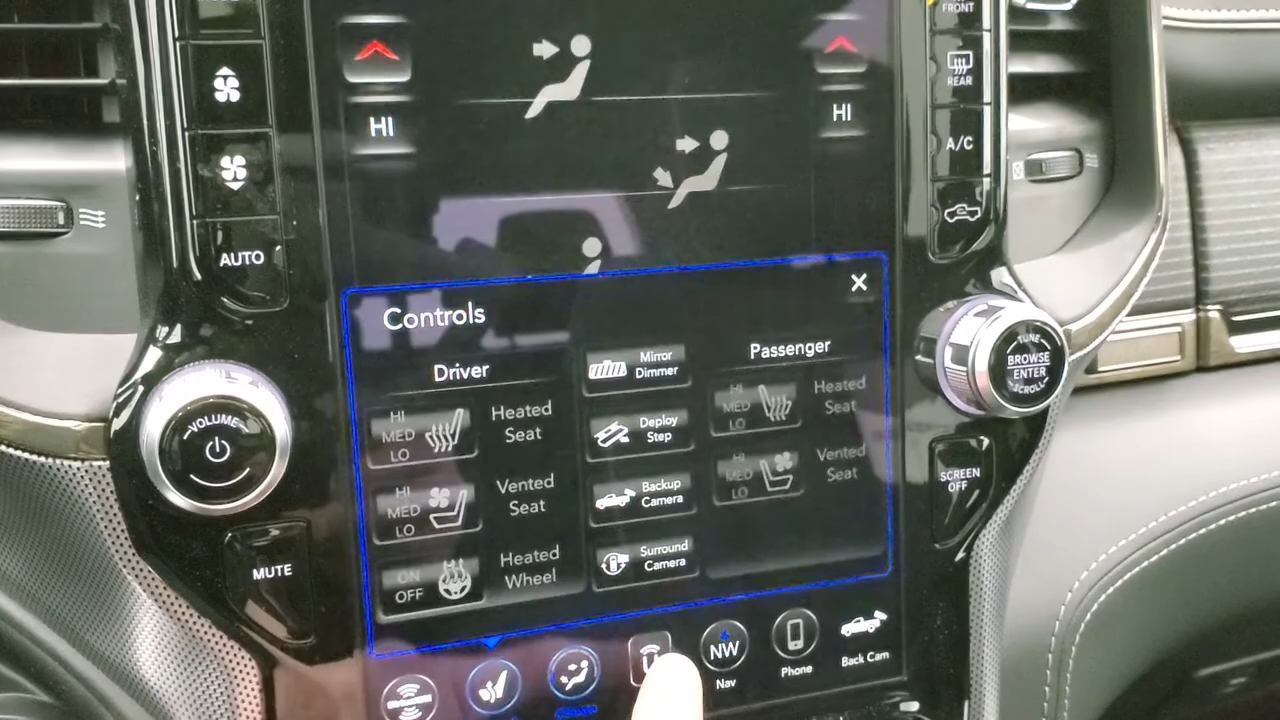 FRONT
REAR
HI
HI
A/C
AUTO
Controls
Driver
Mirror
Dimmer
Passenger
HI
MED
LO
Heated
Seat
Deploy
Step
HI
MED
LO
Heated
Seat
HI
MED
LO
Vented
Seat
Backup
Camera
HI
MED
LO
Vented
Seat
ON
OFF
Heated
Wheel
Surround
Camera
VOLUME
MUTE
TUNE
BROWSE
ENTER
SCROLL
SCREEN
OFF
NW
Nav
Phone
Back Cam
Climate